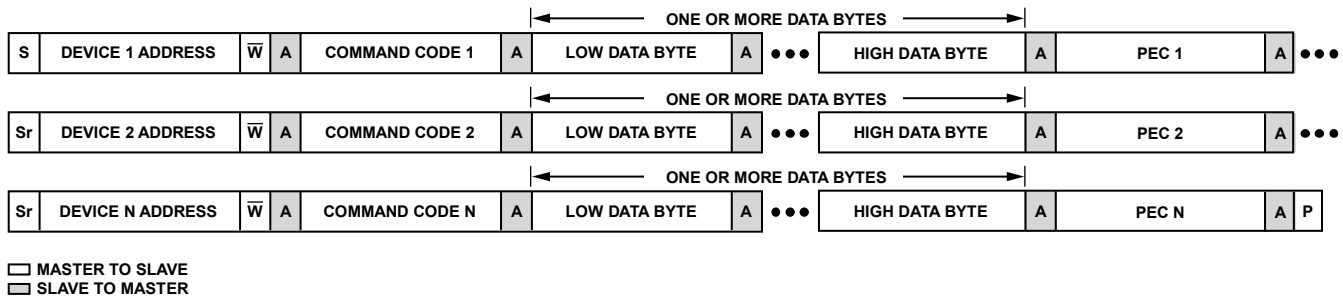 ONE OR MORE DATA BYTES
S DEVICE 1 ADDRESS W̅ A COMMAND CODE 1 A LOW DATA BYTE A ••• HIGH DATA BYTE A PEC 1 A •••
ONE OR MORE DATA BYTES
Sr DEVICE 2 ADDRESS W̅ A COMMAND CODE 2 A LOW DATA BYTE A ••• HIGH DATA BYTE A PEC 2 A •••
ONE OR MORE DATA BYTES
Sr DEVICE N ADDRESS W̅ A COMMAND CODE N A LOW DATA BYTE A ••• HIGH DATA BYTE A PEC N A P
MASTER TO SLAVE
SLAVE TO MASTER